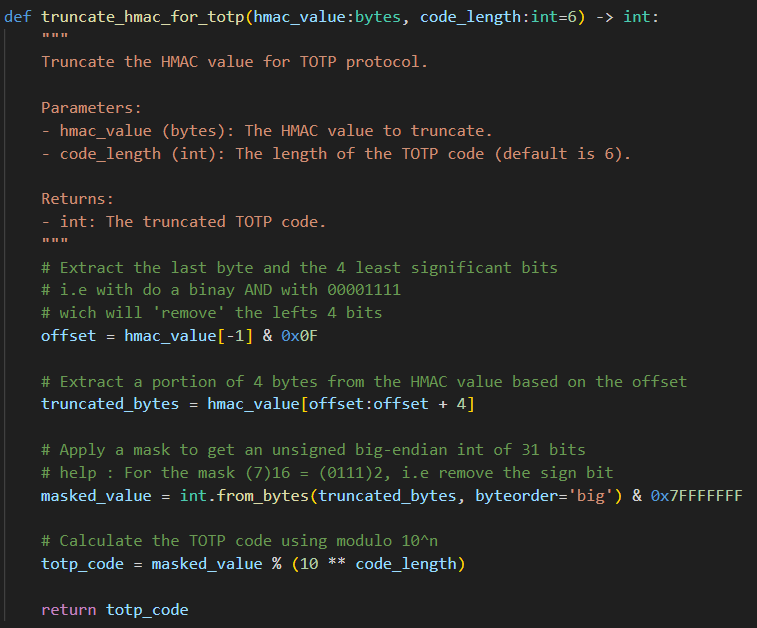 def truncate_hmac_for_totp(hmac_value:bytes, code_length:int=6) -> int:
    """
    Truncate the HMAC value for TOTP protocol.

    Parameters:
    - hmac_value (bytes): The HMAC value to truncate.
    - code_length (int): The length of the TOTP code (default is 6).

    Returns:
    - int: The truncated TOTP code.
    """
    # Extract the last byte and the 4 least significant bits
    # i.e with do a binay AND with 00001111
    # wich will 'remove' the lefts 4 bits
    offset = hmac_value[-1] & 0x0F

    # Extract a portion of 4 bytes from the HMAC value based on the offset
    truncated_bytes = hmac_value[offset:offset + 4]

    # Apply a mask to get an unsigned big-endian int of 31 bits
    # help : For the mask (7)16 = (0111)2, i.e remove the sign bit
    masked_value = int.from_bytes(truncated_bytes, byteorder='big') & 0x7FFFFFFF

    # Calculate the TOTP code using modulo 10^n
    totp_code = masked_value % (10 ** code_length)

    return totp_code